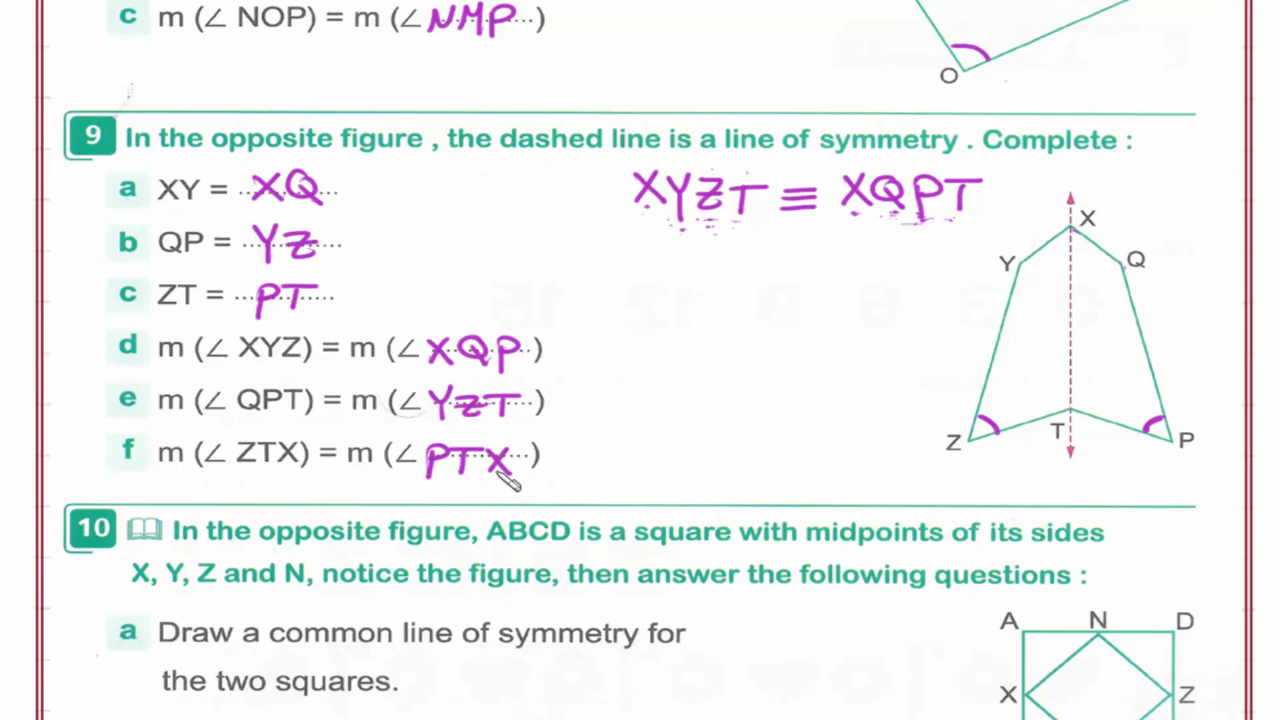 c m (∠ NOP) = m (∠ NMP )
O
9 In the opposite figure , the dashed line is a line of symmetry . Complete :
a XY = XQ
XYZT ≡ XQPT
b QP = YZ
c ZT = PT
d m (∠ XYZ) = m (∠ XQP )
e m (∠ QPT) = m (∠ YZT )
f m (∠ ZTX) = m (∠ PTX )
X
Y
Q
Z
T
P
10 In the opposite figure, ABCD is a square with midpoints of its sides
X, Y, Z and N, notice the figure, then answer the following questions :
a Draw a common line of symmetry for
the two squares.
A N D
X Z